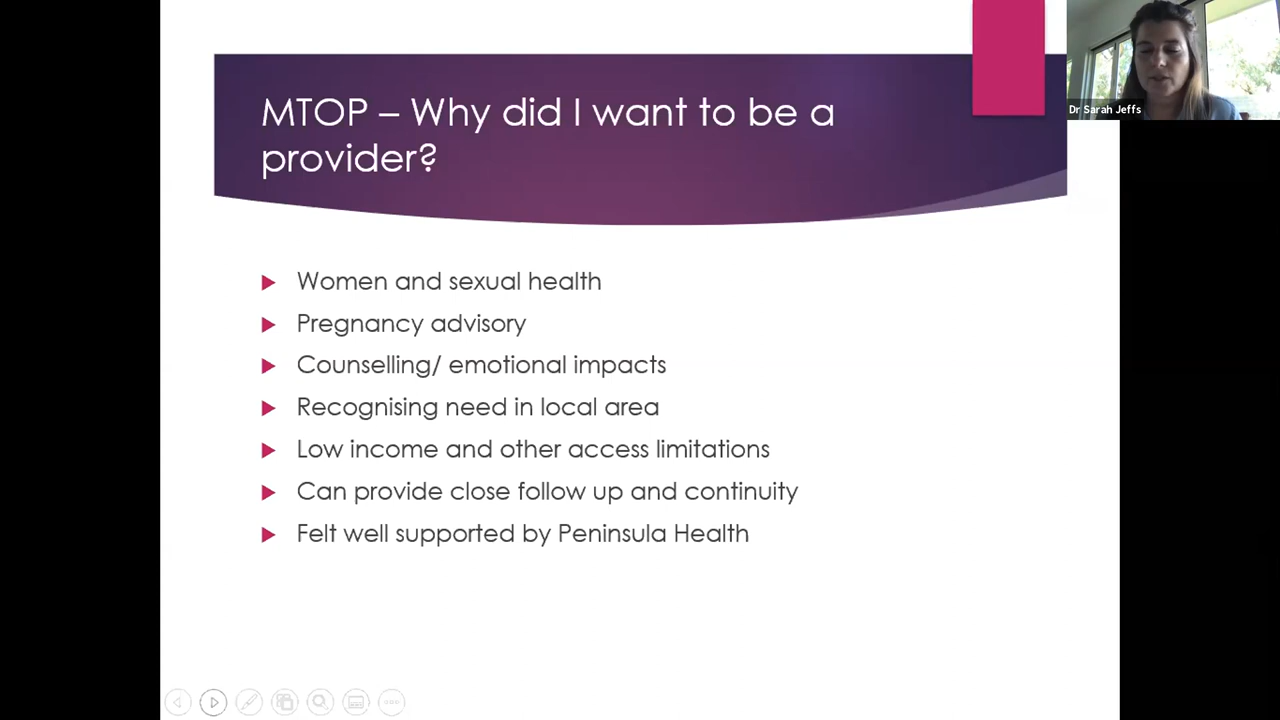 MTOP – Why did I want to be a
provider?
Dr Sarah Jeffs
Women and sexual health
Pregnancy advisory
Counselling/ emotional impacts
Recognising need in local area
Low income and other access limitations
Can provide close follow up and continuity
Felt well supported by Peninsula Health